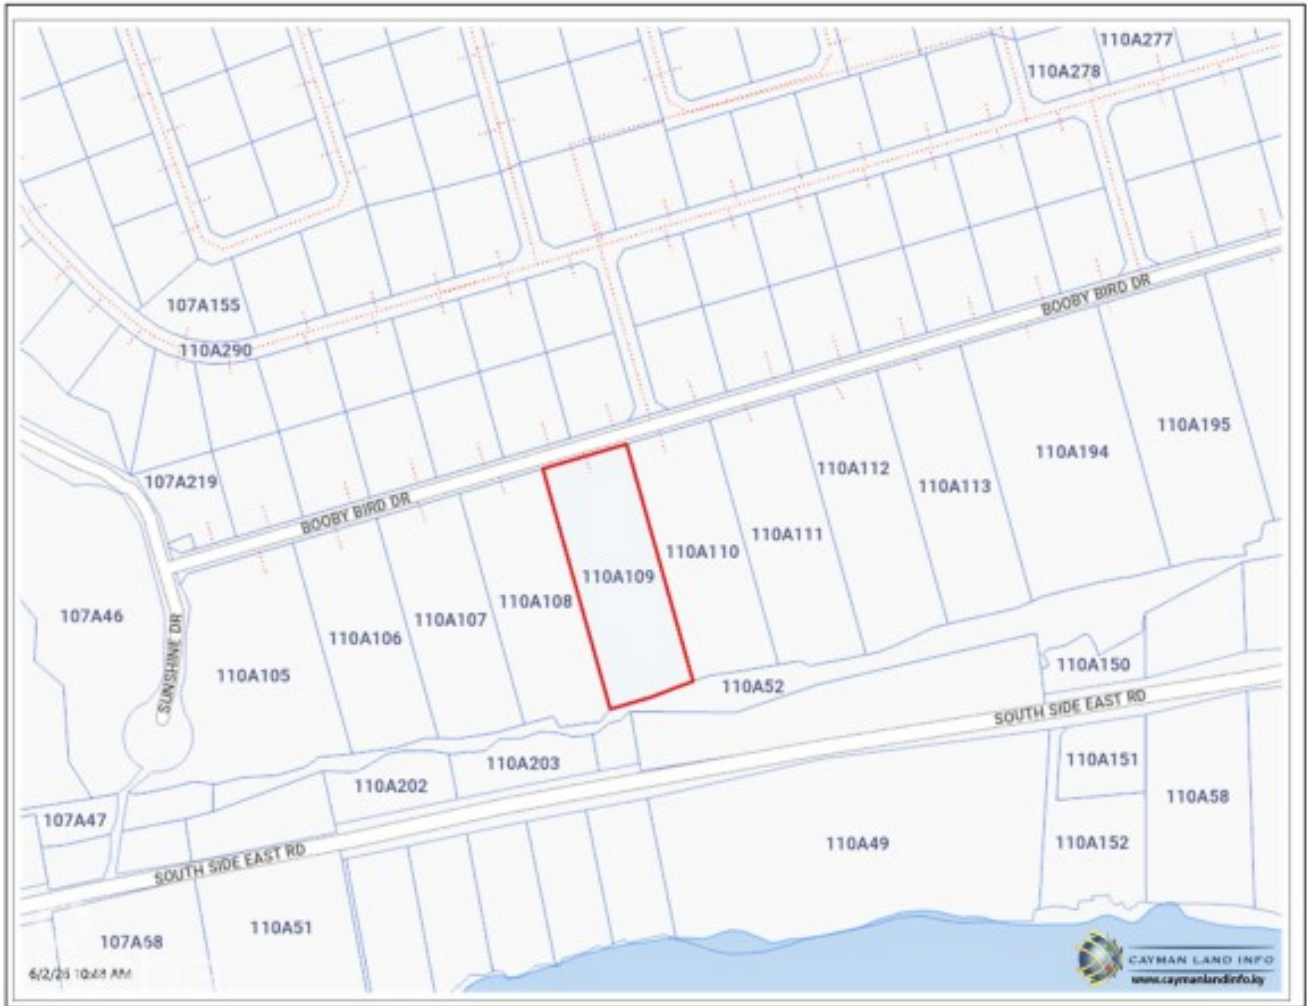 110A277
110A278
107A155
110A290
BOOBY BIRD DR
107A219
BOOBY BIRD DR
110A195
110A194
110A112
110A113
110A111
110A110
110A109
110A108
110A107
110A106
107A46
SUNSHINE DR
110A105
110A52
110A150
SOUTH SIDE EAST RD
110A203
110A202
110A151
110A58
107A47
110A49
110A152
SOUTH SIDE EAST RD
110A51
107A68
CAYMAN LAND INFO
www.caymanlandinfo.ky